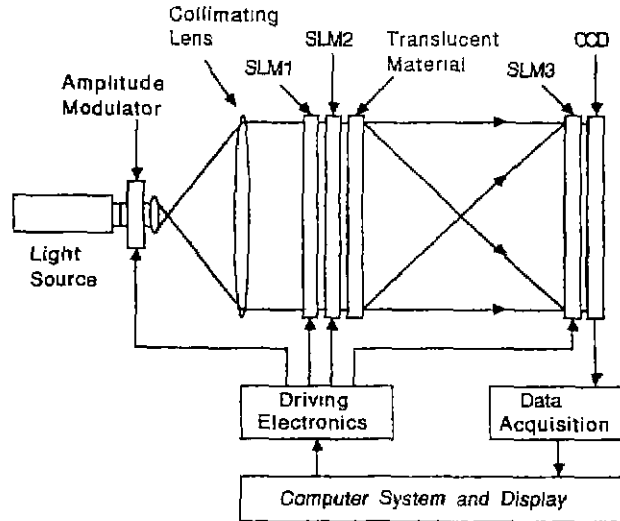 Collimating
Lens
SLM1
SLM2
Translucent
Material
SLM3
CCD
Amplitude
Modulator
Light
Source
Driving
Electronics
Data
Acquisition
Computer System and Display